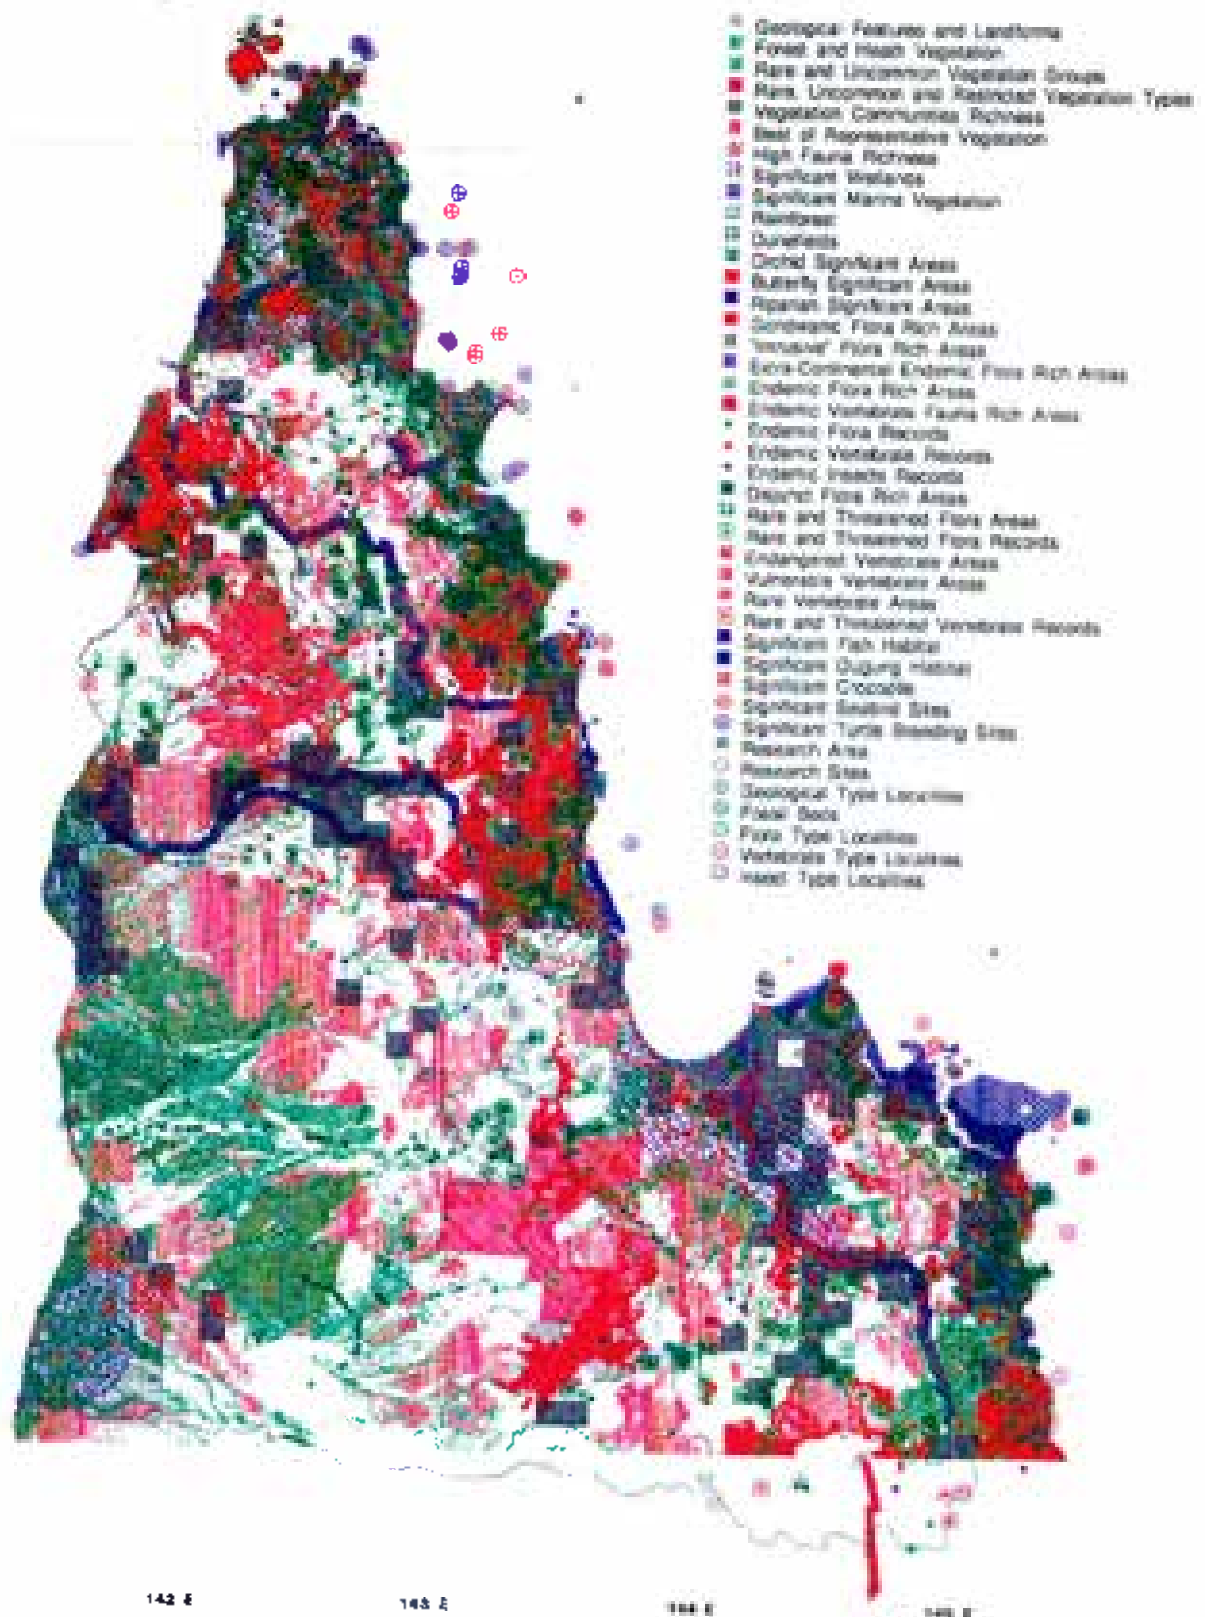 Geological Features and Landforms
Forest and Heath Vegetation
Rare and Uncommon Vegetation Groups
Rare, Uncommon and Restricted Vegetation Types
Vegetation Communities Richness
Best of Representative Vegetation
High Fauna Richness
Significant Wetlands
Significant Marine Vegetation
Rainforest
Dunefields
Orchid Significant Areas
Butterfly Significant Areas
Riparian Significant Areas
Gondwanic Flora Rich Areas
'Intrusive' Flora Rich Areas
Extra-Continental Endemic Flora Rich Areas
Endemic Flora Rich Areas
Endemic Vertebrate Fauna Rich Areas
Endemic Flora Records
Endemic Vertebrate Records
Endemic Insects Records
Disjunct Flora Rich Areas
Rare and Threatened Flora Areas
Rare and Threatened Flora Records
Endangered Vertebrate Areas
Vulnerable Vertebrate Areas
Rare Vertebrate Areas
Rare and Threatened Vertebrate Records
Significant Fish Habitat
Significant Dugung Habitat
Significant Crocodile
Significant Seabird Sites
Significant Turtle Breeding Sites
Research Area
Research Sites
Geological Type Localities
Fossil Beds
Flora Type Localities
Vertebrate Type Localities
Insect Type Localities
142 E
143 E
144 E
145 E